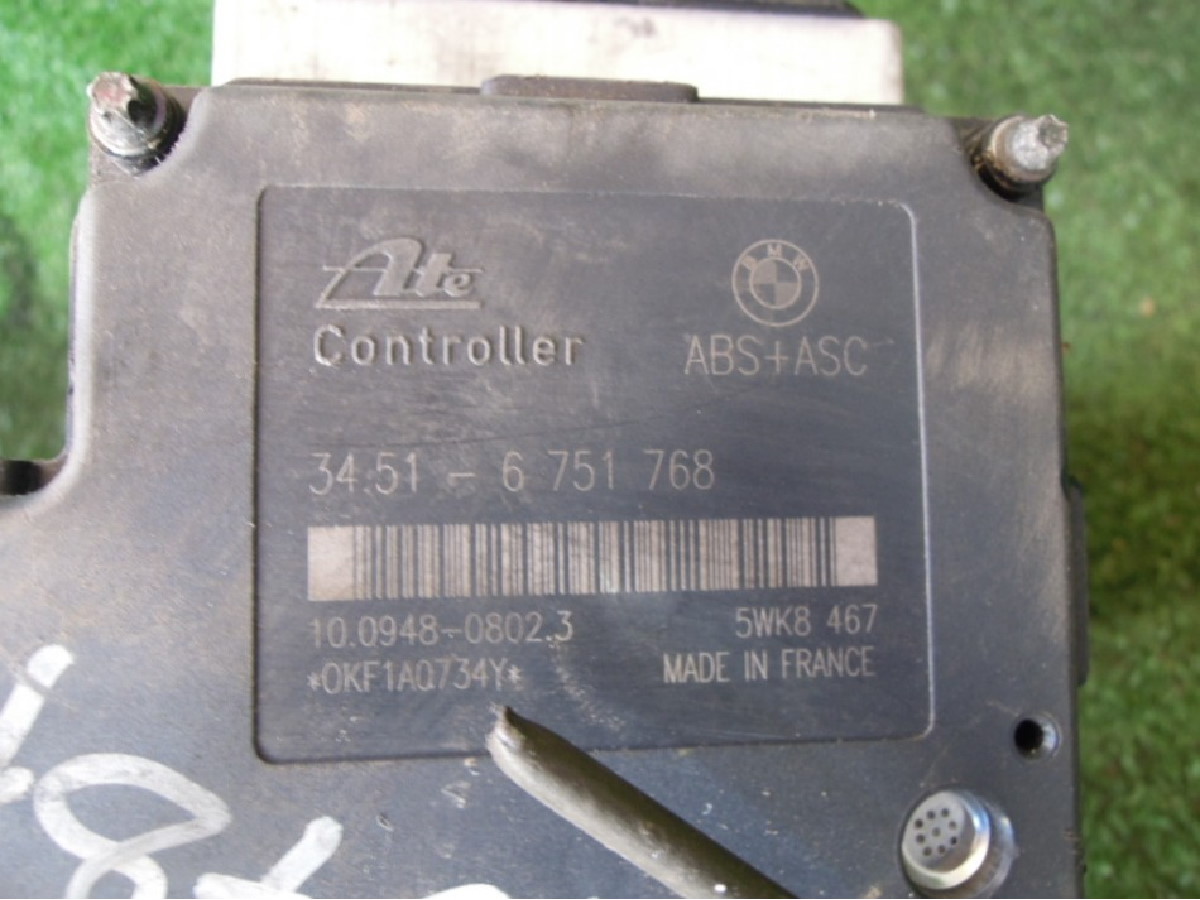 Ate
BMW
Controller
ABS+ASC
34.51 - 6 751 768
10.0948-0802.3
5WK8 467
*0KF1AQ734Y*
MADE IN FRANCE